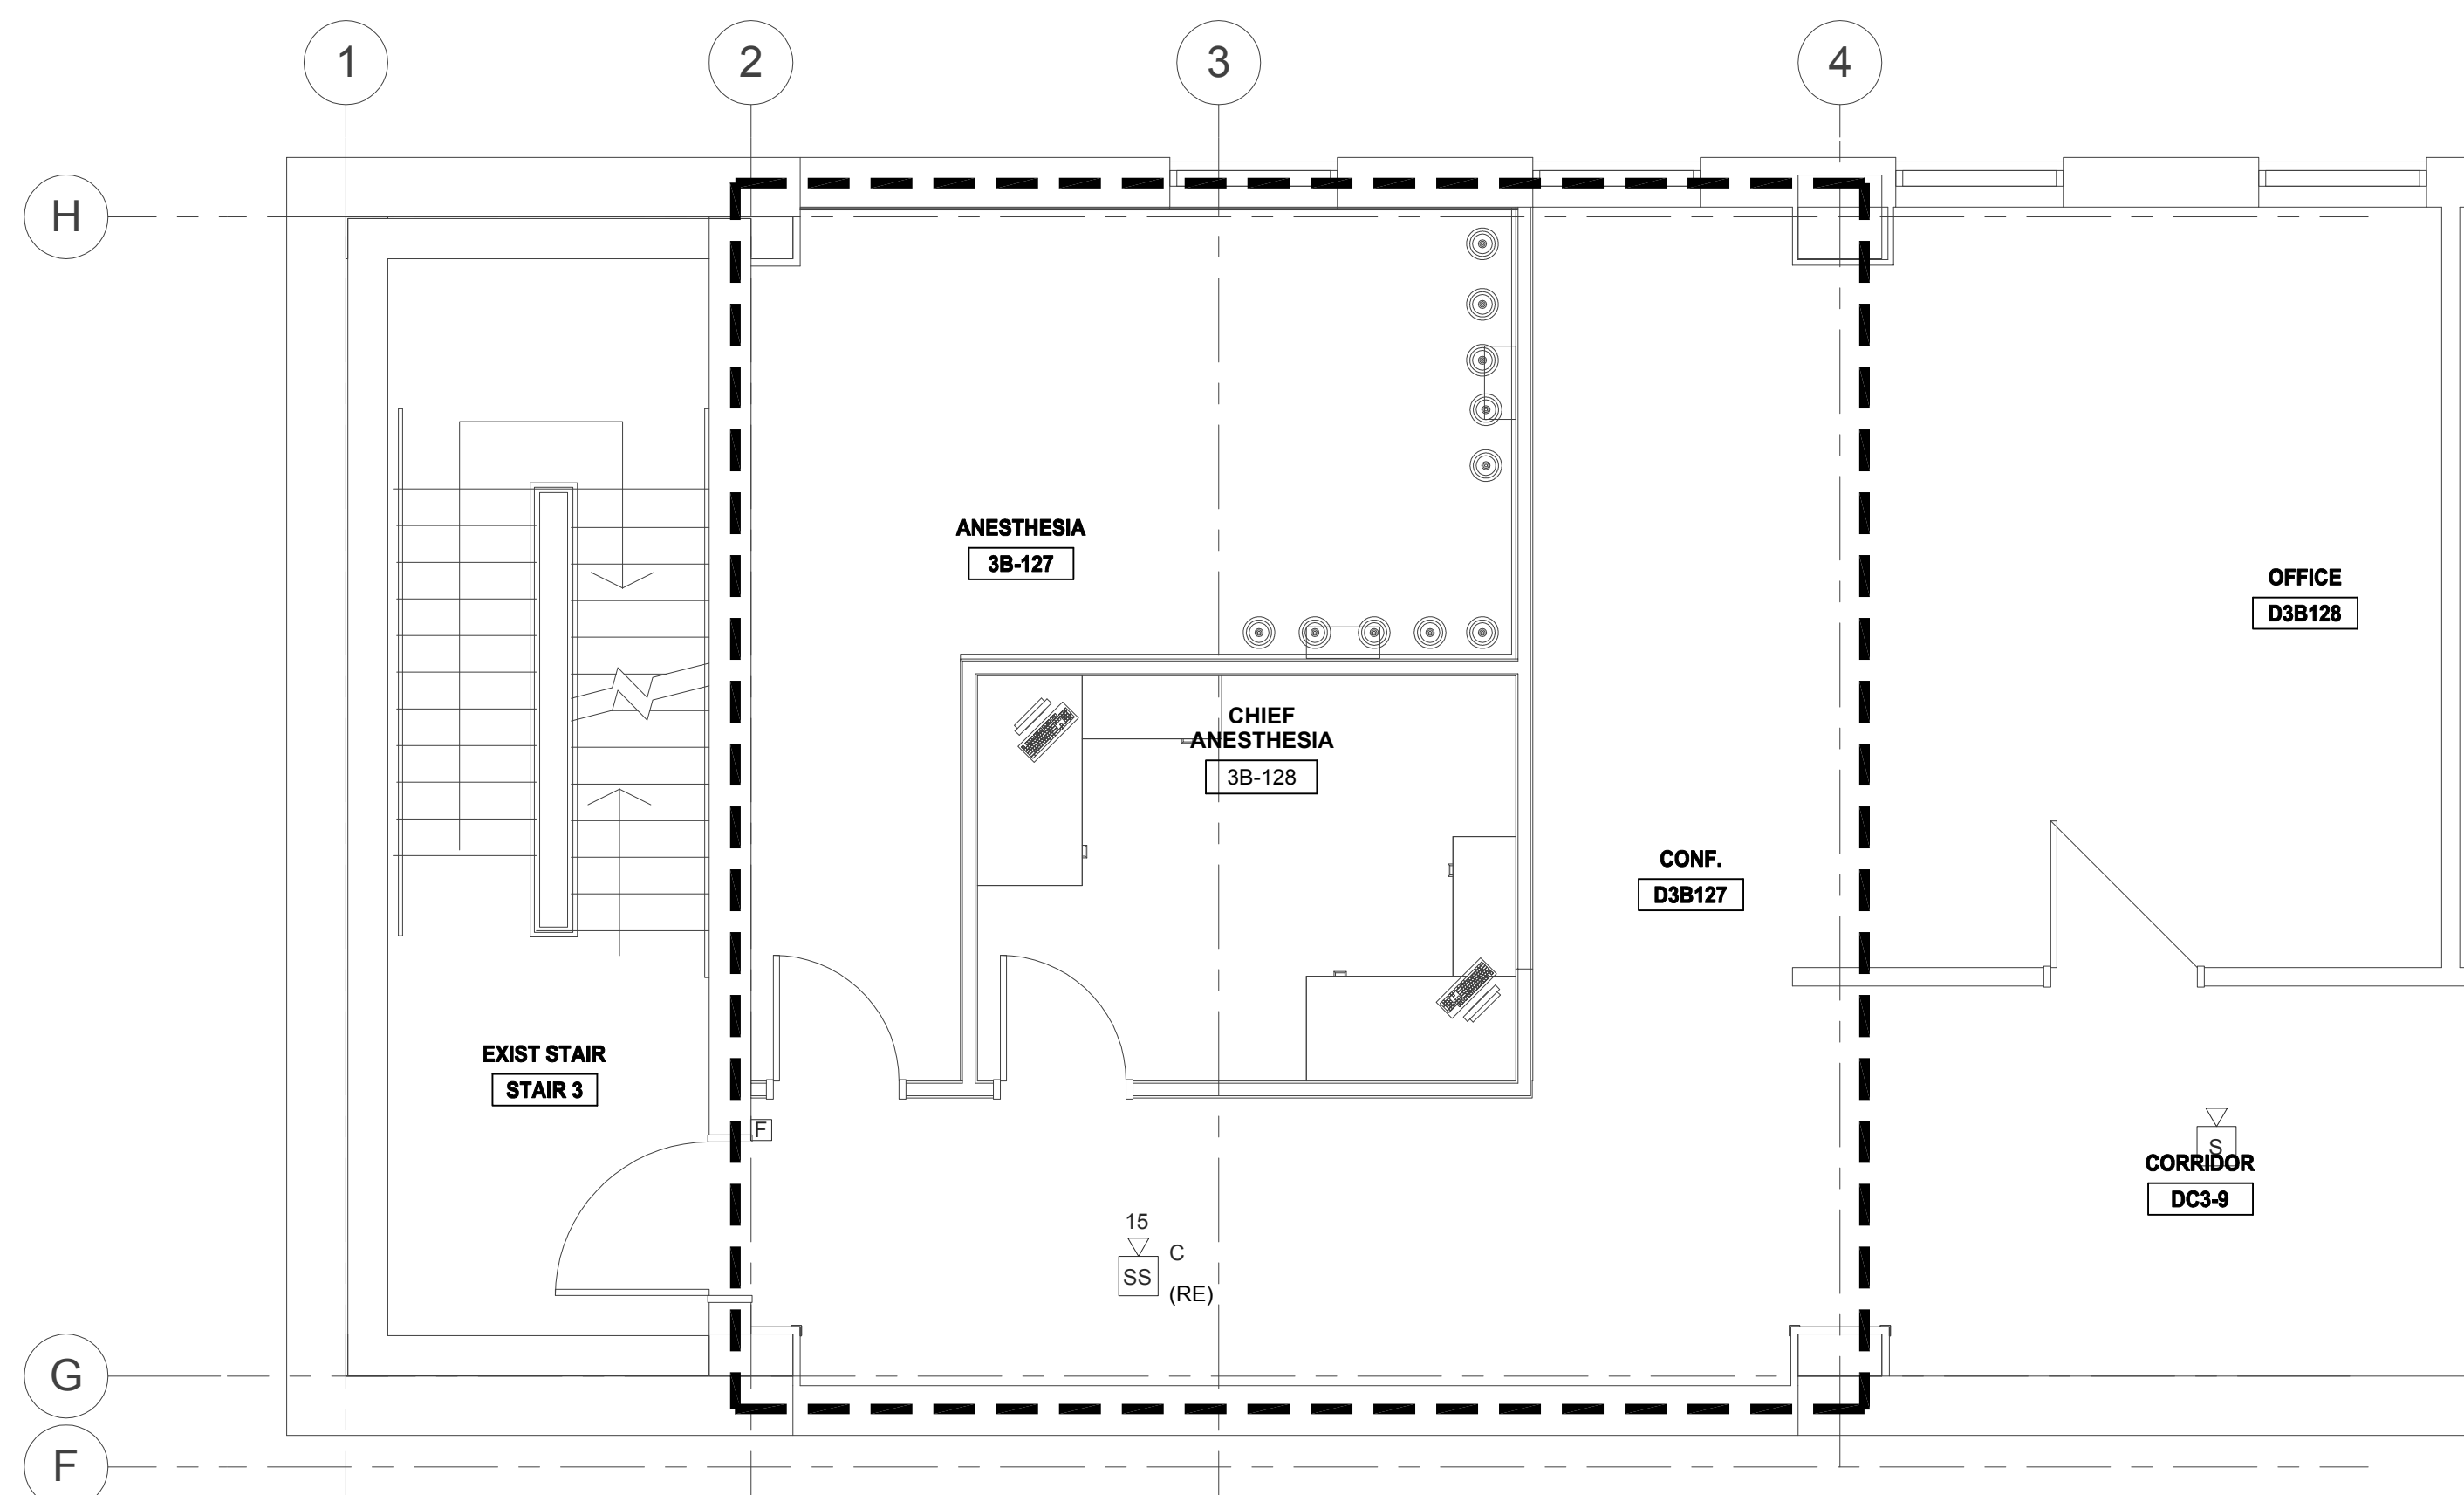 1
2
3
4
H
ANESTHESIA
3B-127
OFFICE
D3B128
CHIEF
ANESTHESIA
3B-128
CONF.
D3B127
EXIST STAIR
STAIR 3
F
S
CORRIDOR
DC3-9
15
C
SS
(RE)
G
F